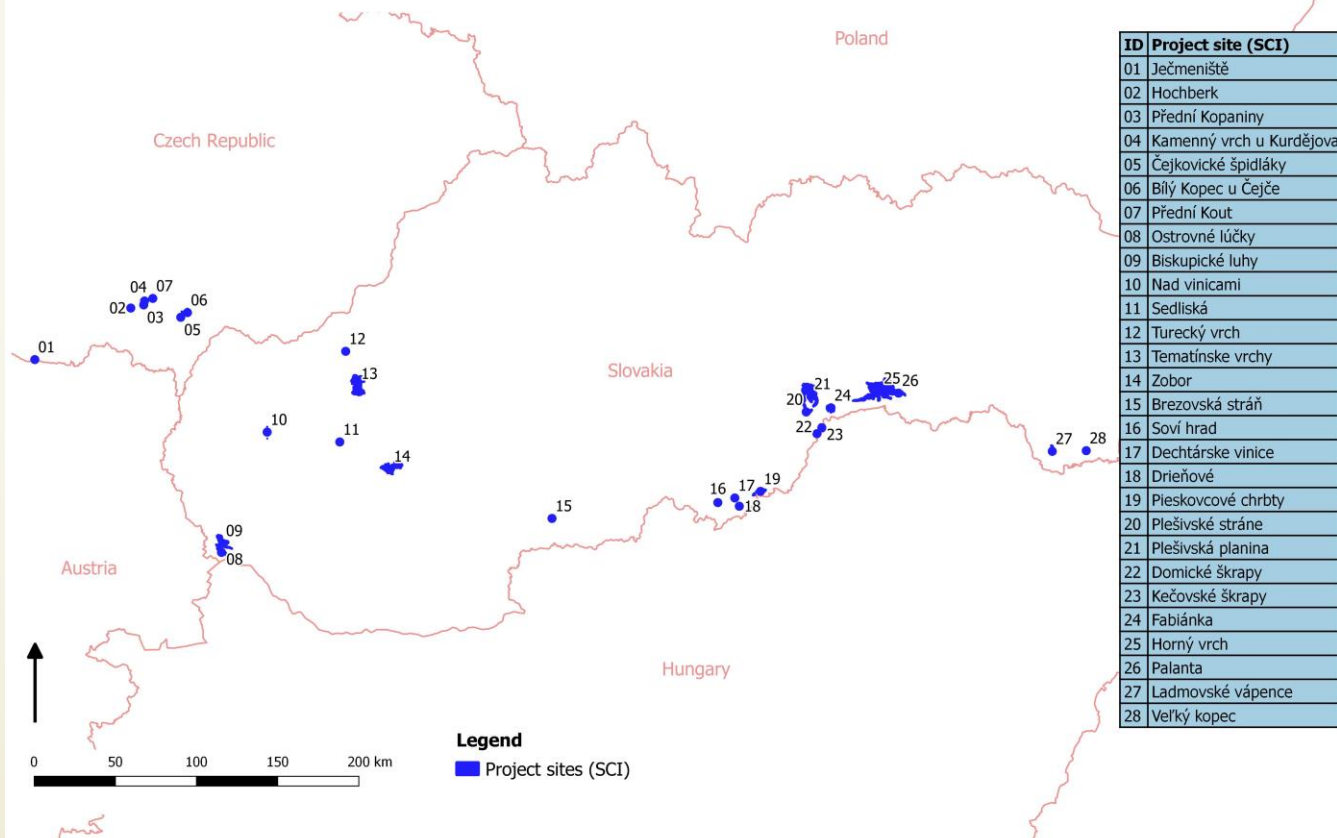 Poland
Czech Republic
Slovakia
Austria
Hungary
01
02
03
04
05
06
07
08
09
10
11
12
13
14
15
16
17
18
19
20
21
22
23
24
25
26
27
28
0 50 100 150 200 km
Legend
Project sites (SCI)
ID Project site (SCI)
01 Ječmeniště
02 Hochberk
03 Přední Kopaniny
04 Kamenný vrch u Kurdějova
05 Čejkovické špidláky
06 Bílý Kopec u Čejče
07 Přední Kout
08 Ostrovné lúčky
09 Biskupické luhy
10 Nad vinicami
11 Sedliská
12 Turecký vrch
13 Tematínske vrchy
14 Zobor
15 Brezovská stráň
16 Soví hrad
17 Dechtárske vinice
18 Drieňové
19 Pieskovcové chrbty
20 Plešivské stráne
21 Plešivská planina
22 Domické škrapy
23 Kečovské škrapy
24 Fabiánka
25 Horný vrch
26 Palanta
27 Ladmovské vápence
28 Veľký kopec